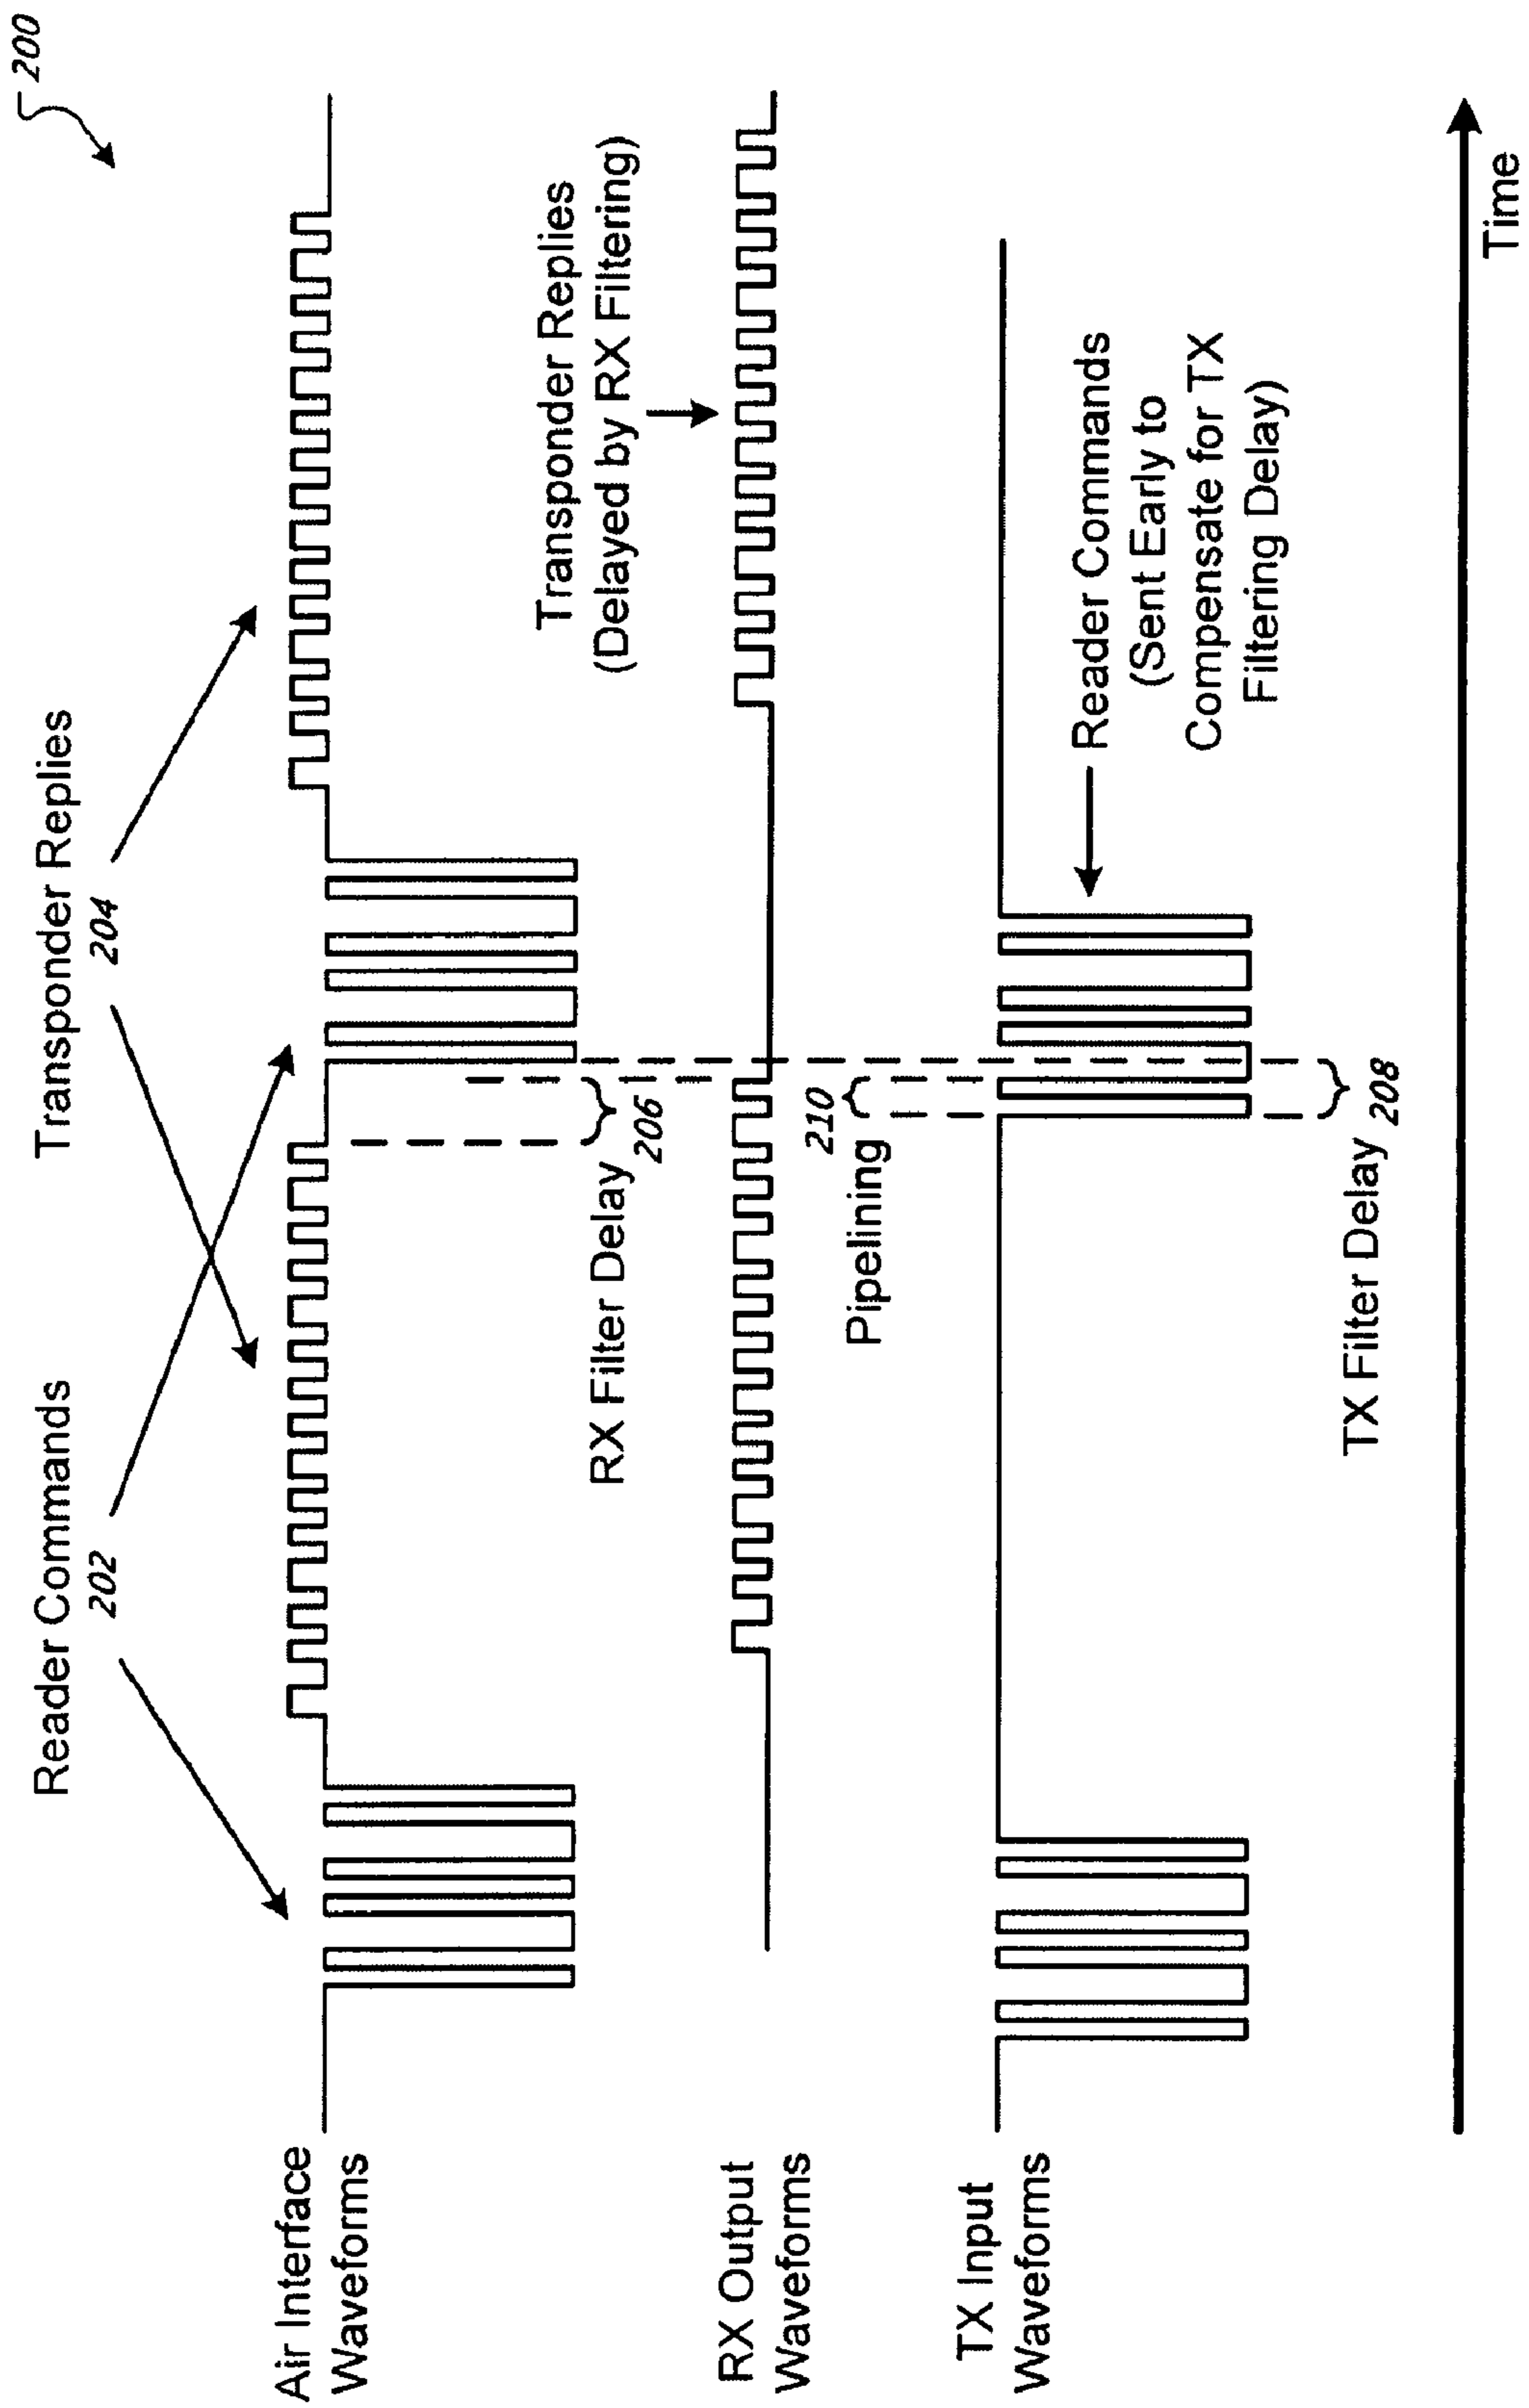 200
Reader Commands
202
Transponder Replies
204
Air Interface
Waveforms
RX Filter Delay
206
Transponder Replies
(Delayed by RX Filtering)
RX Output
Waveforms
210
Pipelining
TX Input
Waveforms
Reader Commands
(Sent Early to
Compensate for TX
Filtering Delay)
TX Filter Delay
208
Time